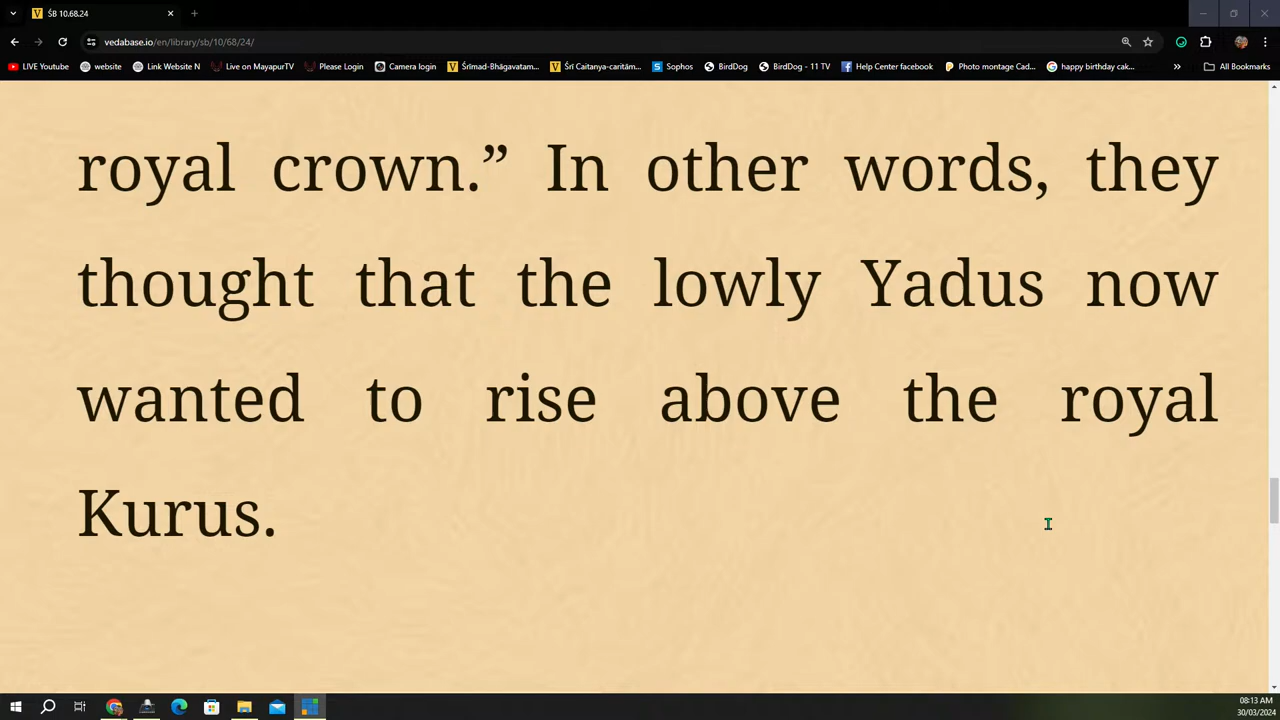 ŚB 10.68.24
vedabase.io/en/library/sb/10/68/24/
LIVE Youtube website Link Website N Live on MayapurTV Please Login Camera login Śrīmad-Bhāgavatam... Śrī Caitanya-caritām... Sophos BirdDog BirdDog - 11 TV Help Center facebook Photo montage Cad... happy birthday cak... » All Bookmarks
royal crown.” In other words, they
thought that the lowly Yadus now
wanted to rise above the royal
Kurus.
08:13 AM
30/03/2024